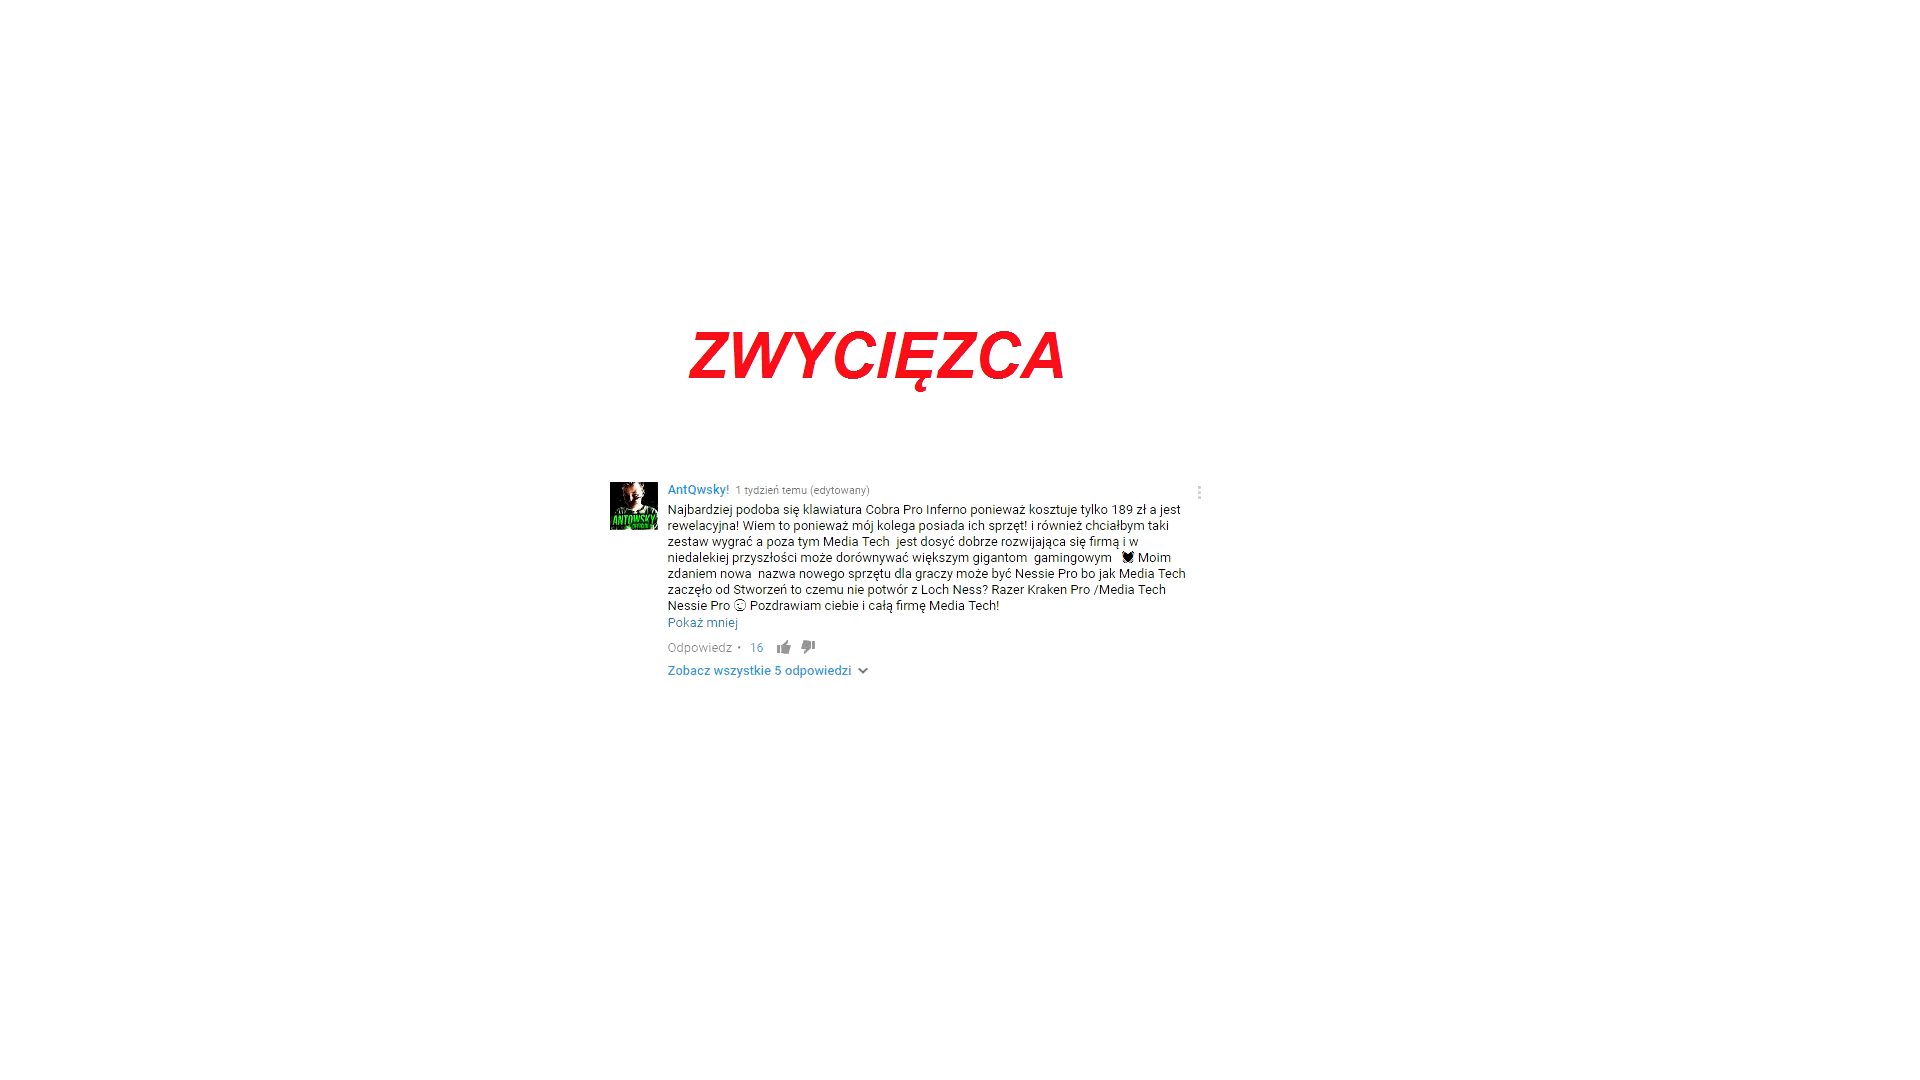 ZWYCIĘZCA
AntQwsky! 1 tydzień temu (edytowany)
ANTOWSKY
Najbardziej podoba się klawiatura Cobra Pro Inferno ponieważ kosztuje tylko 189 zł a jest
rewelacyjna! Wiem to ponieważ mój kolega posiada ich sprzęt! i również chciałbym taki
zestaw wygrać a poza tym Media Tech  jest dosyć dobrze rozwijająca się firmą i w
niedalekiej przyszłości może dorównywać większym gigantom  gamingowym 💓 Moim
zdaniem nowa  nazwa nowego sprzętu dla graczy może być Nessie Pro bo jak Media Tech
zaczęło od Stworzeń to czemu nie potwór z Loch Ness? Razer Kraken Pro /Media Tech
Nessie Pro 😉 Pozdrawiam ciebie i całą firmę Media Tech!
Pokaż mniej
Odpowiedz • 16
Zobacz wszystkie 5 odpowiedzi